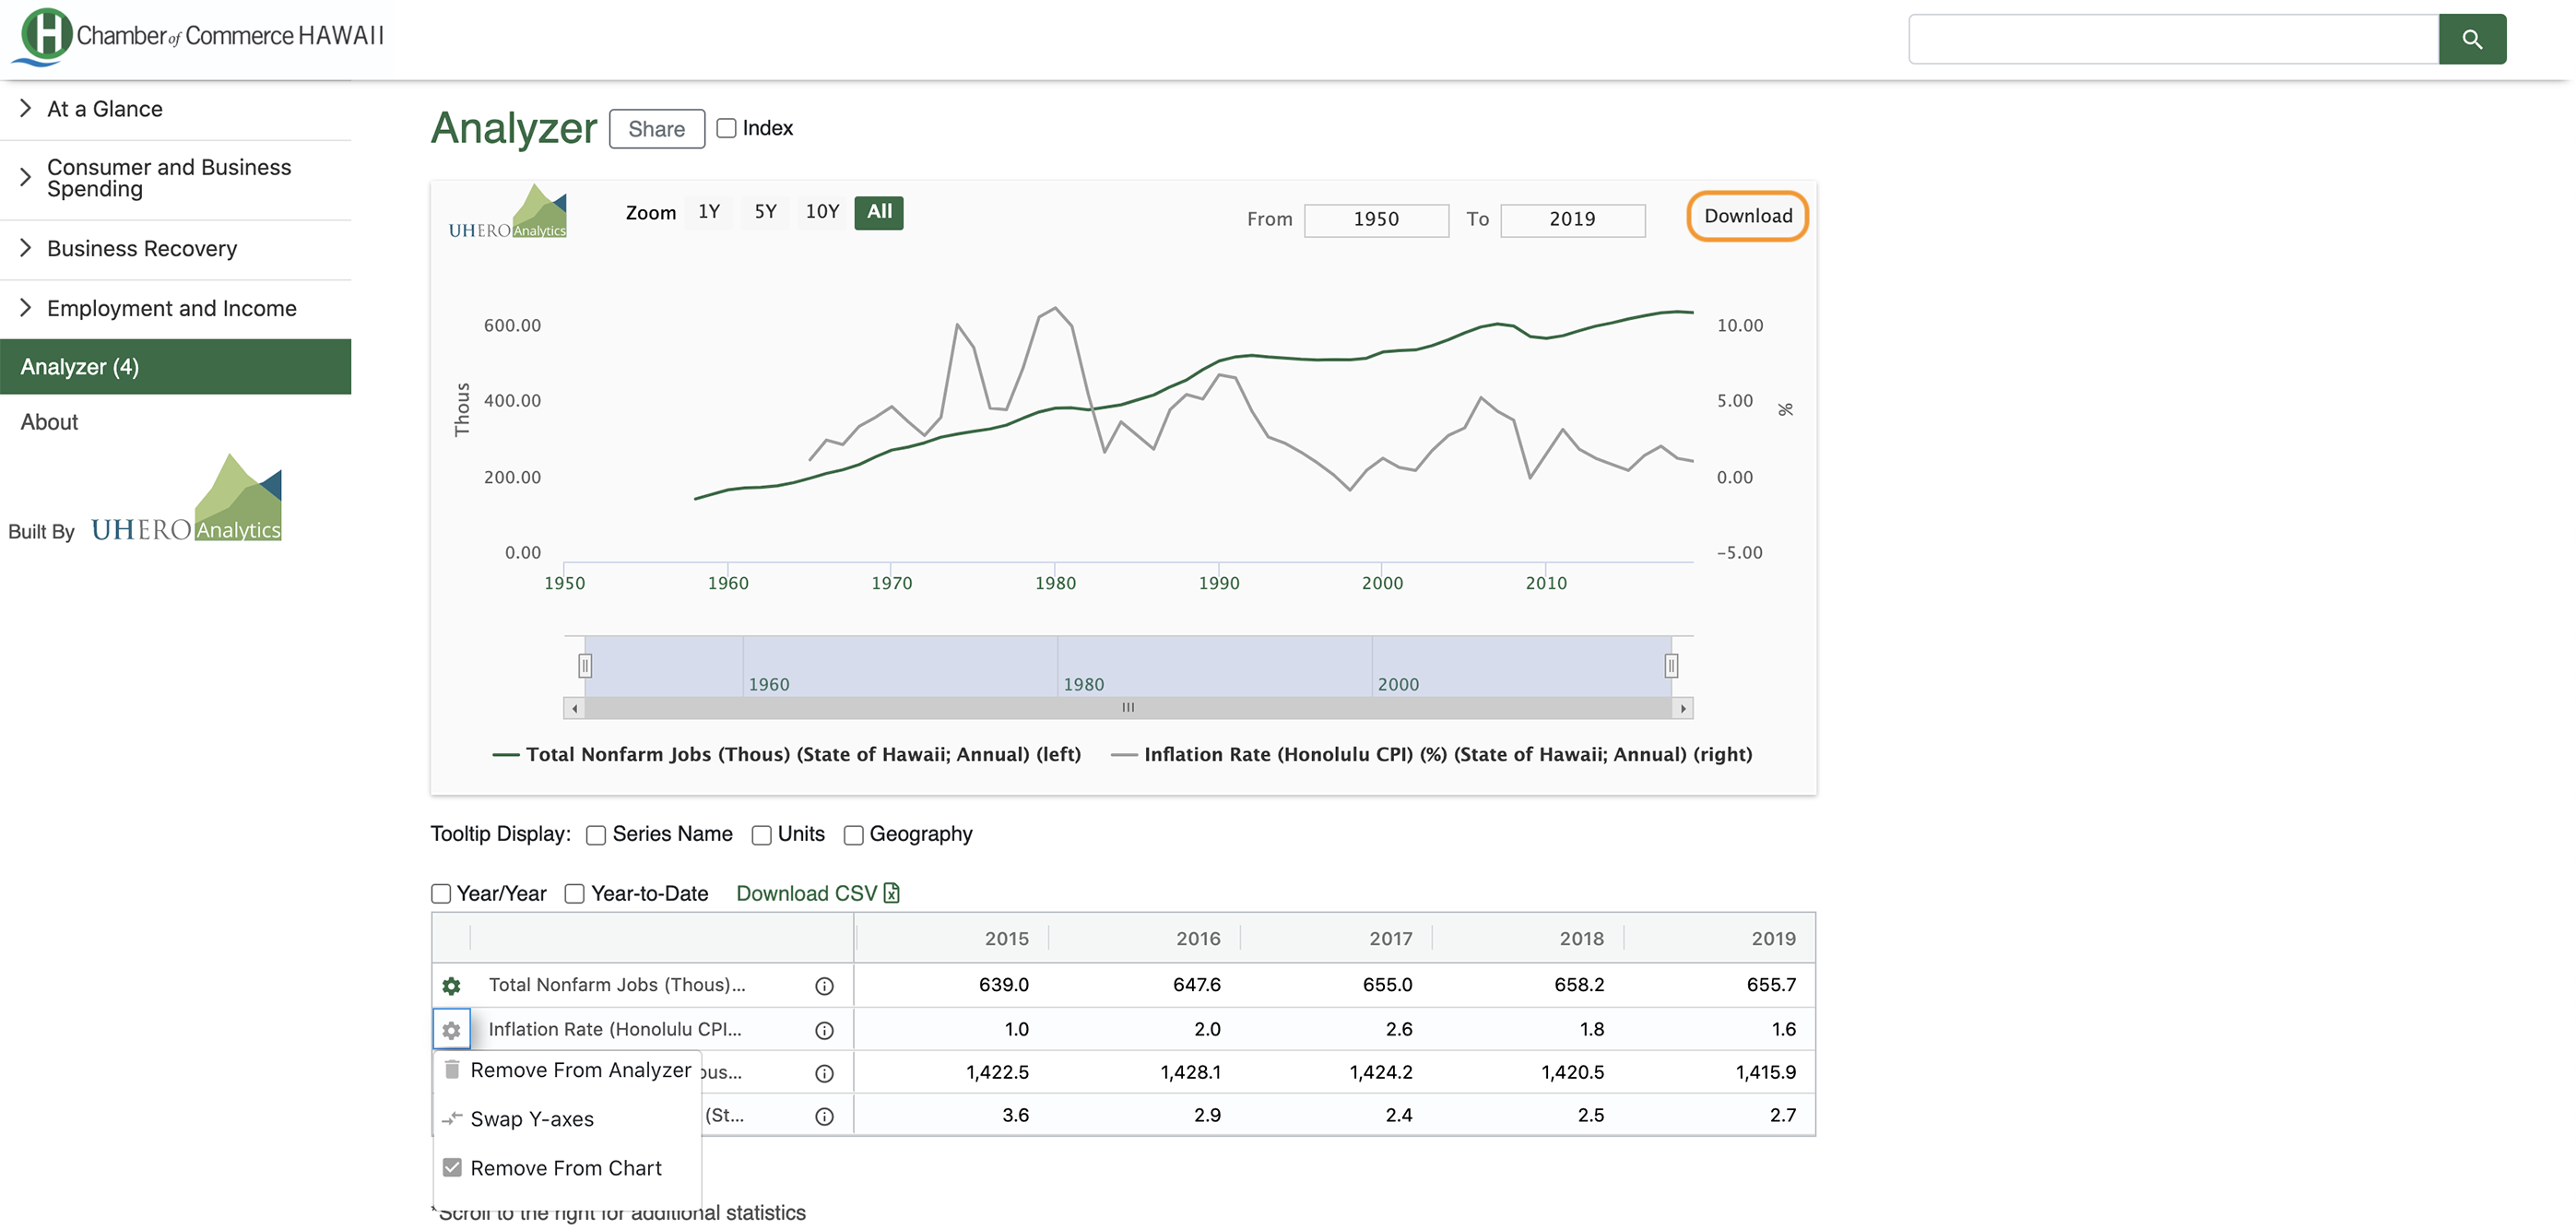 Chamber of Commerce HAWAII
At a Glance
Consumer and Business
Spending
Business Recovery
Employment and Income
Analyzer (4)
About
Built By UHERO Analytics
Analyzer Share Index
UHERO Analytics Zoom 1Y 5Y 10Y All From 1950 To 2019 Download
600.00 10.00
400.00 5.00
200.00 0.00
0.00 −5.00
Thous
%
1950 1960 1970 1980 1990 2000 2010
1960 1980 2000
Total Nonfarm Jobs (Thous) (State of Hawaii; Annual) (left) Inflation Rate (Honolulu CPI) (%) (State of Hawaii; Annual) (right)
Tooltip Display: Series Name Units Geography
Year/Year Year-to-Date Download CSV
2015 2016 2017 2018 2019
Total Nonfarm Jobs (Thous)... 639.0 647.6 655.0 658.2 655.7
Inflation Rate (Honolulu CPI... 1.0 2.0 2.6 1.8 1.6
Remove From Analyzer ous... 1,422.5 1,428.1 1,424.2 1,420.5 1,415.9
Swap Y-axes (St... 3.6 2.9 2.4 2.5 2.7
Remove From Chart
*Scroll to the right for additional statistics